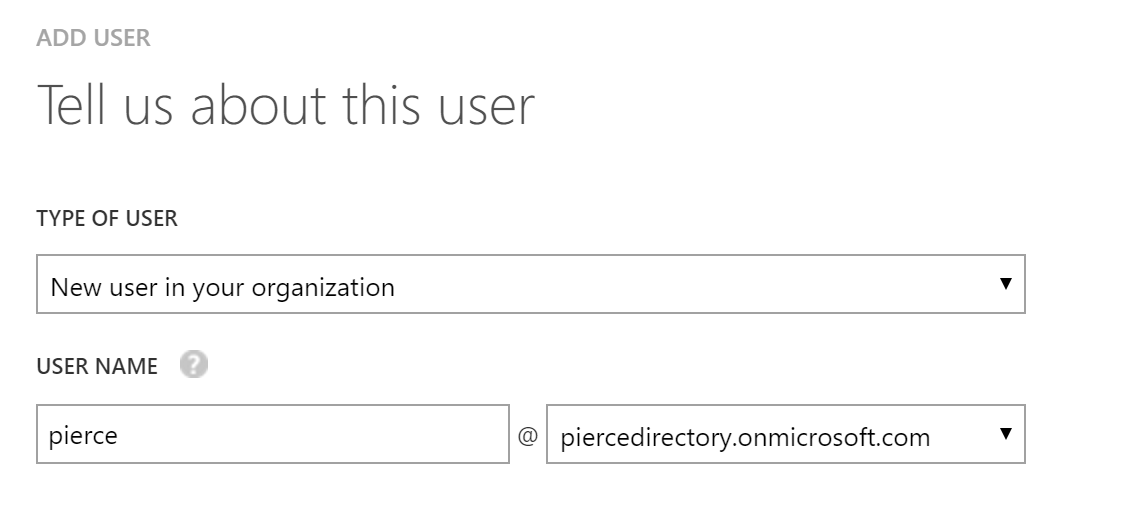 ADD USER
Tell us about this user
TYPE OF USER
New user in your organization
USER NAME ?
pierce @ piercedirectory.onmicrosoft.com